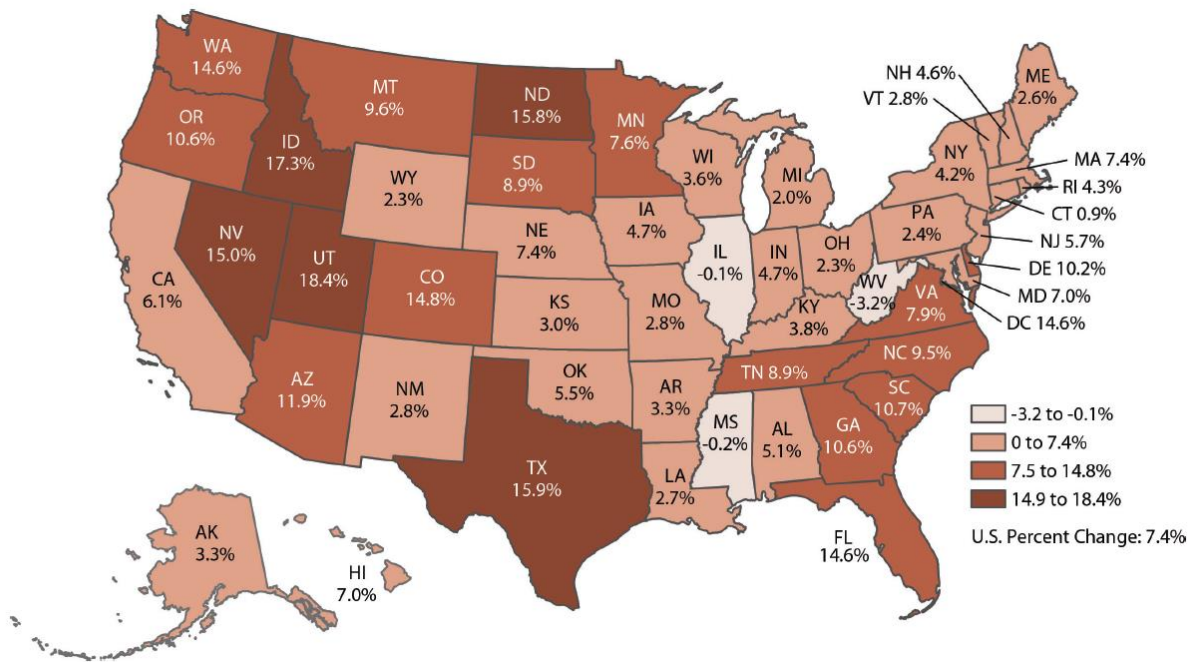 WA
14.6%
MT
9.6%
ND
15.8%
MN
7.6%
NH 4.6%
VT 2.8%
ME
2.6%
OR
10.6%
ID
17.3%
SD
8.9%
WI
3.6%
MI
2.0%
NY
4.2%
MA 7.4%
RI 4.3%
CT 0.9%
WY
2.3%
IA
4.7%
PA
2.4%
NJ 5.7%
DE 10.2%
MD 7.0%
DC 14.6%
NE
7.4%
NV
15.0%
UT
18.4%
CO
14.8%
IL
-0.1%
IN
4.7%
OH
2.3%
WV
-3.2%
VA
7.9%
CA
6.1%
KS
3.0%
MO
2.8%
KY
3.8%
NC 9.5%
TN 8.9%
AZ
11.9%
NM
2.8%
OK
5.5%
AR
3.3%
SC
10.7%
MS
-0.2%
AL
5.1%
GA
10.6%
TX
15.9%
LA
2.7%
FL
14.6%
AK
3.3%
HI
7.0%
-3.2 to -0.1%
0 to 7.4%
7.5 to 14.8%
14.9 to 18.4%
U.S. Percent Change: 7.4%